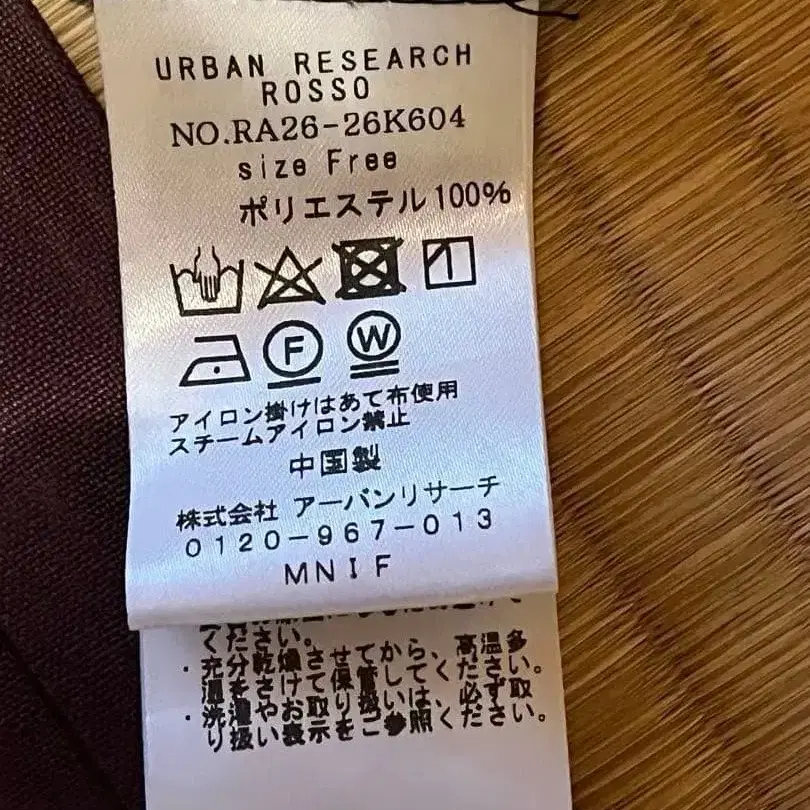 URBAN RESEARCH
ROSSO
NO.RA26-26K604
size Free
ポリエステル100%
F
W
アイロン掛けはあて布使用
スチームアイロン禁止
中国製
株式会社 アーバンリサーチ
0120-967-013
MNIF
ください。
・充分乾燥させてから、高温多
湿をさけて保管してください。
・洗濯やお取り扱いは、必ず取
り扱い表示をご参照ください。